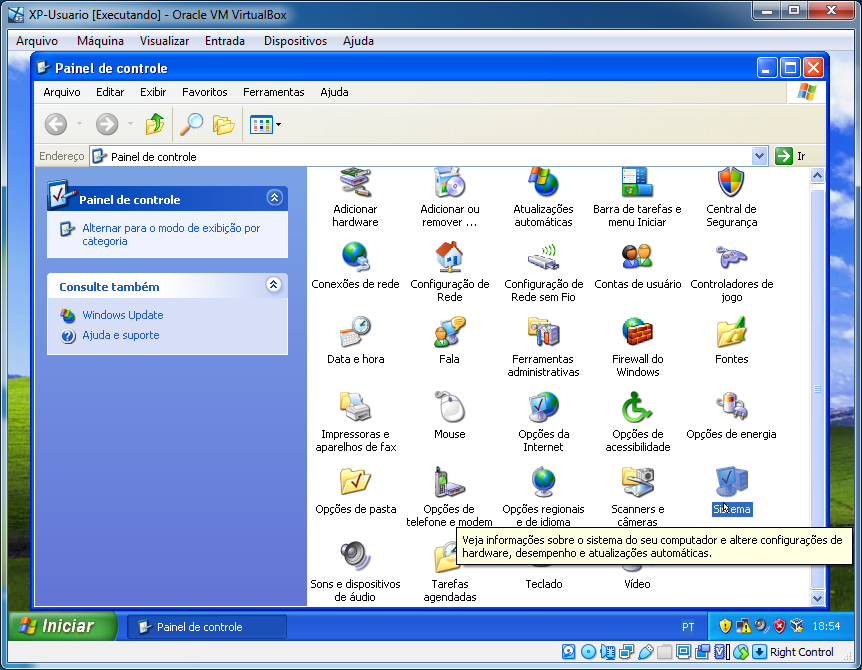 XP-Usuario [Executando] - Oracle VM VirtualBox
Arquivo Máquina Visualizar Entrada Dispositivos Ajuda
Painel de controle
Arquivo Editar Exibir Favoritos Ferramentas Ajuda
Endereço Painel de controle Ir
Painel de controle
Alternar para o modo de exibição por
categoria
Consulte também
Windows Update
Ajuda e suporte
Adicionar
hardware
Adicionar ou
remover ...
Atualizações
automáticas
Barra de tarefas e
menu Iniciar
Central de
Segurança
Conexões de rede
Configuração de
Rede
Configuração de
Rede sem Fio
Contas de usuário
Controladores de
jogo
Data e hora
Fala
Ferramentas
administrativas
Firewall do
Windows
Fontes
Impressoras e
aparelhos de fax
Mouse
Opções da
Internet
Opções de
acessibilidade
Opções de energia
Opções de pasta
Opções de
telefone e modem
Opções regionais
e de idioma
Scanners e
câmeras
Sistema
Veja informações sobre o sistema do seu computador e altere configurações de
hardware, desempenho e atualizações automáticas.
Sons e dispositivos
de áudio
Tarefas
agendadas
Teclado
Vídeo
Iniciar Painel de controle PT 18:54
Right Control